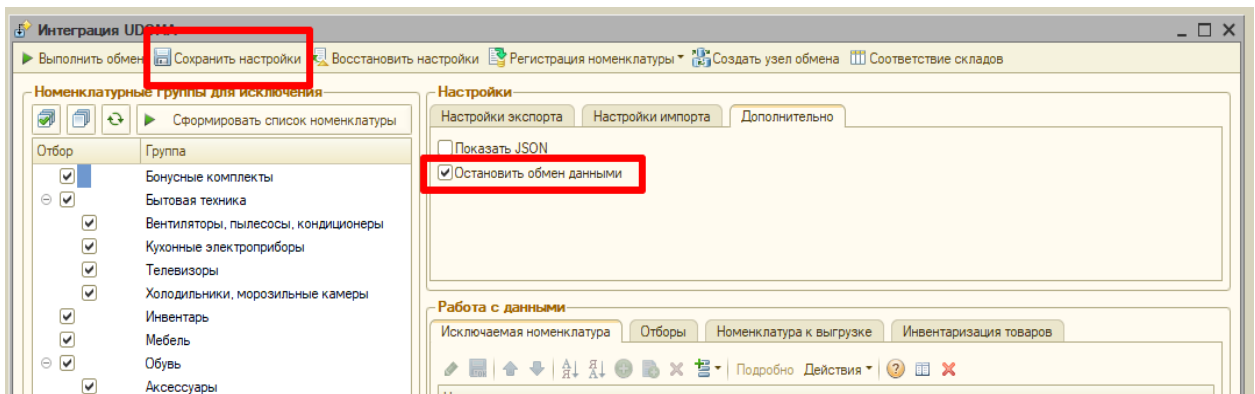 Интеграция UDOMA
Выполнить обмен Сохранить настройки Восстановить настройки Регистрация номенклатуры Создать узел обмена Соответствие складов
Номенклатурные группы для исключения
Сформировать список номенклатуры
Отбор Группа
Бонусные комплекты
Бытовая техника
Вентиляторы, пылесосы, кондиционеры
Кухонные электроприборы
Телевизоры
Холодильники, морозильные камеры
Инвентарь
Мебель
Обувь
Аксессуары
Настройки
Настройки экспорта Настройки импорта Дополнительно
Показать JSON
Остановить обмен данными
Работа с данными
Исключаемая номенклатура Отборы Номенклатура к выгрузке Инвентаризация товаров
Подробно Действия